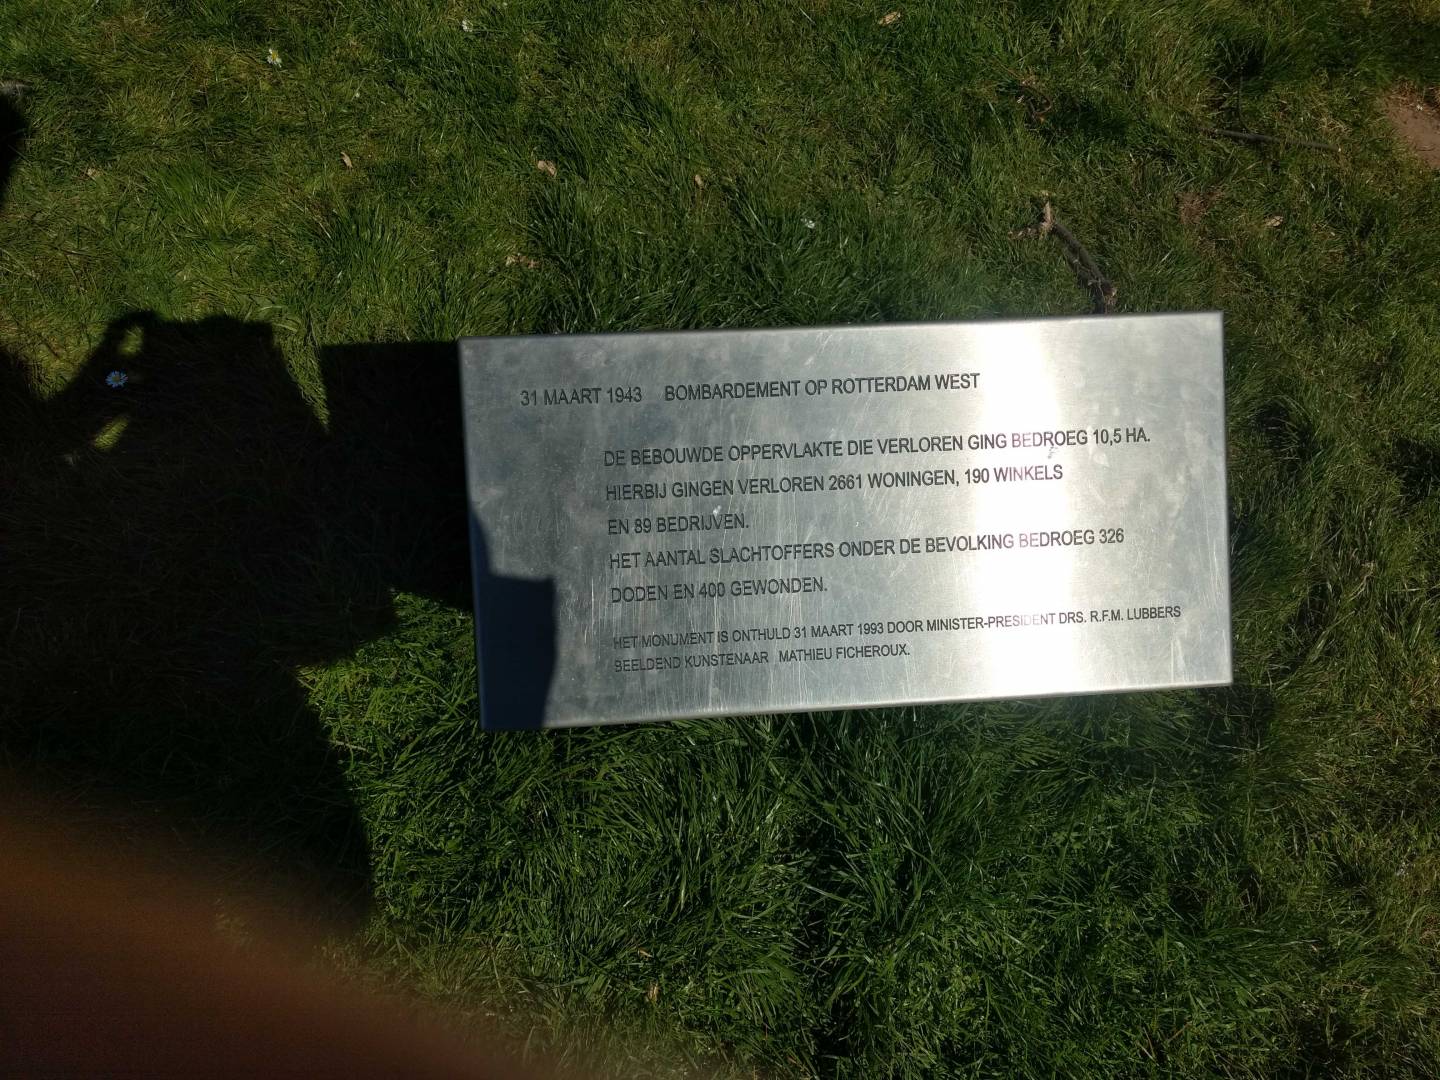 31 MAART 1943 BOMBARDEMENT OP ROTTERDAM WEST
DE BEBOUWDE OPPERVLAKTE DIE VERLOREN GING BEDROEG 10,5 HA.
HIERBIJ GINGEN VERLOREN 2661 WONINGEN, 190 WINKELS
EN 89 BEDRIJVEN.
HET AANTAL SLACHTOFFERS ONDER DE BEVOLKING BEDROEG 326
DODEN EN 400 GEWONDEN.
HET MONUMENT IS ONTHULD 31 MAART 1993 DOOR MINISTER-PRESIDENT DRS. R.F.M. LUBBERS
BEELDEND KUNSTENAAR MATHIEU FICHEROUX.